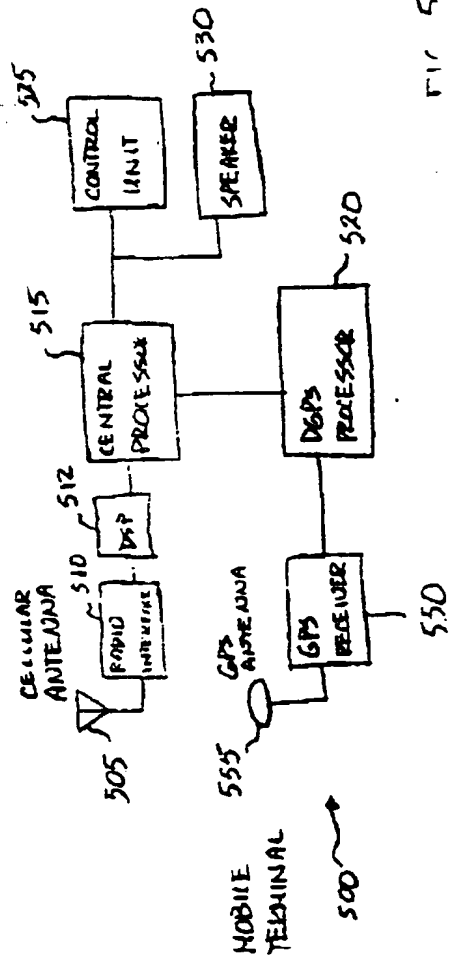 CELLULAR
ANTENNA
505
510
RADIO
INTERFACE
512
DSP
515
CENTRAL
PROCESSOR
525
CONTROL
UNIT
530
SPEAKER
520
DGPS
PROCESSOR
GPS
ANTENNA
555
GPS
RECEIVER
550
MOBILE
TERMINAL
500